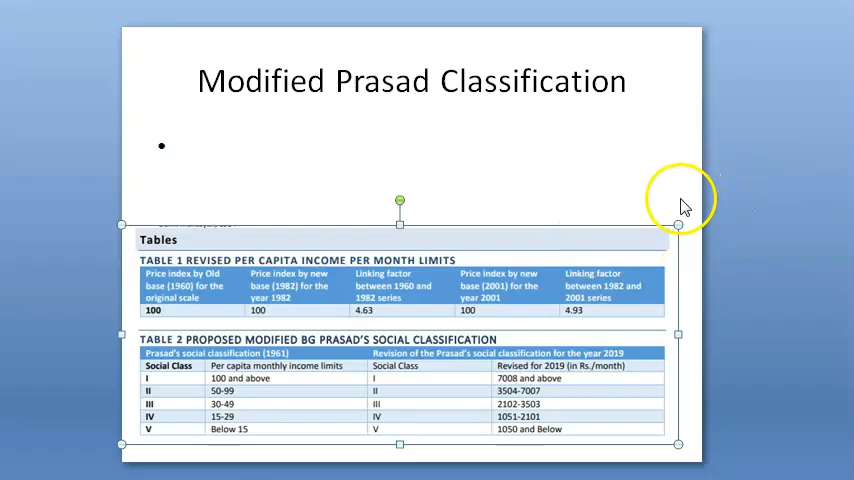 Modified Prasad Classification
•
Tables
TABLE 1 REVISED PER CAPITA INCOME PER MONTH LIMITS
Price index by Old base (1960) for the original scale
Price index by new base (1982) for the year 1982
Linking factor between 1960 and 1982 series
Price index by new base (2001) for the year 2001
Linking factor between 1982 and 2001 series
100 100 4.63 100 4.93
TABLE 2 PROPOSED MODIFIED BG PRASAD'S SOCIAL CLASSIFICATION
Prasad's social classification (1961) Revision of the Prasad's social classification for the year 2019
Social Class Per capita monthly income limits Social Class Revised for 2019 (in Rs./month)
I 100 and above I 7008 and above
II 50-99 II 3504-7007
III 30-49 III 2102-3503
IV 15-29 IV 1051-2101
V Below 15 V 1050 and Below